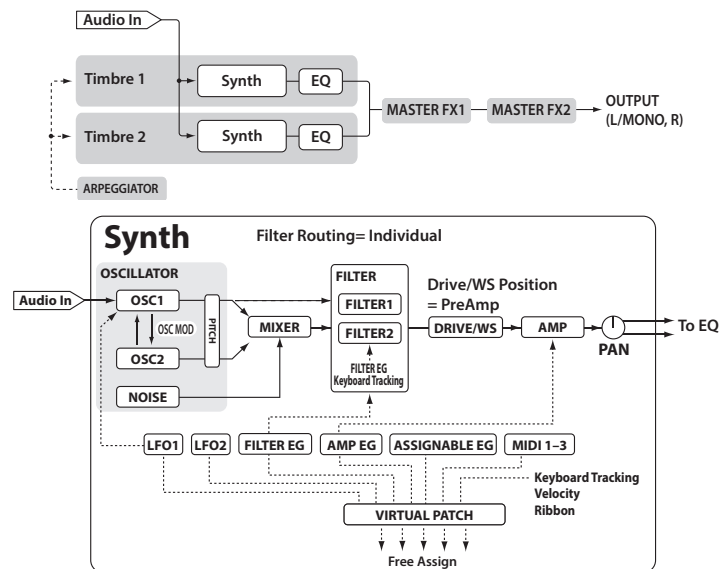 Audio In
Timbre 1
Synth
EQ
Timbre 2
Synth
EQ
MASTER FX1
MASTER FX2
OUTPUT
(L/MONO, R)
ARPEGGIATOR
Synth
Filter Routing= Individual
OSCILLATOR
Audio In
OSC1
OSC MOD
PITCH
OSC2
NOISE
MIXER
FILTER
FILTER1
FILTER2
FILTER EG
Keyboard Tracking
Drive/WS Position
= PreAmp
DRIVE/WS
AMP
PAN
To EQ
LFO1
LFO2
FILTER EG
AMP EG
ASSIGNABLE EG
MIDI 1–3
Keyboard Tracking
Velocity
Ribbon
VIRTUAL PATCH
Free Assign